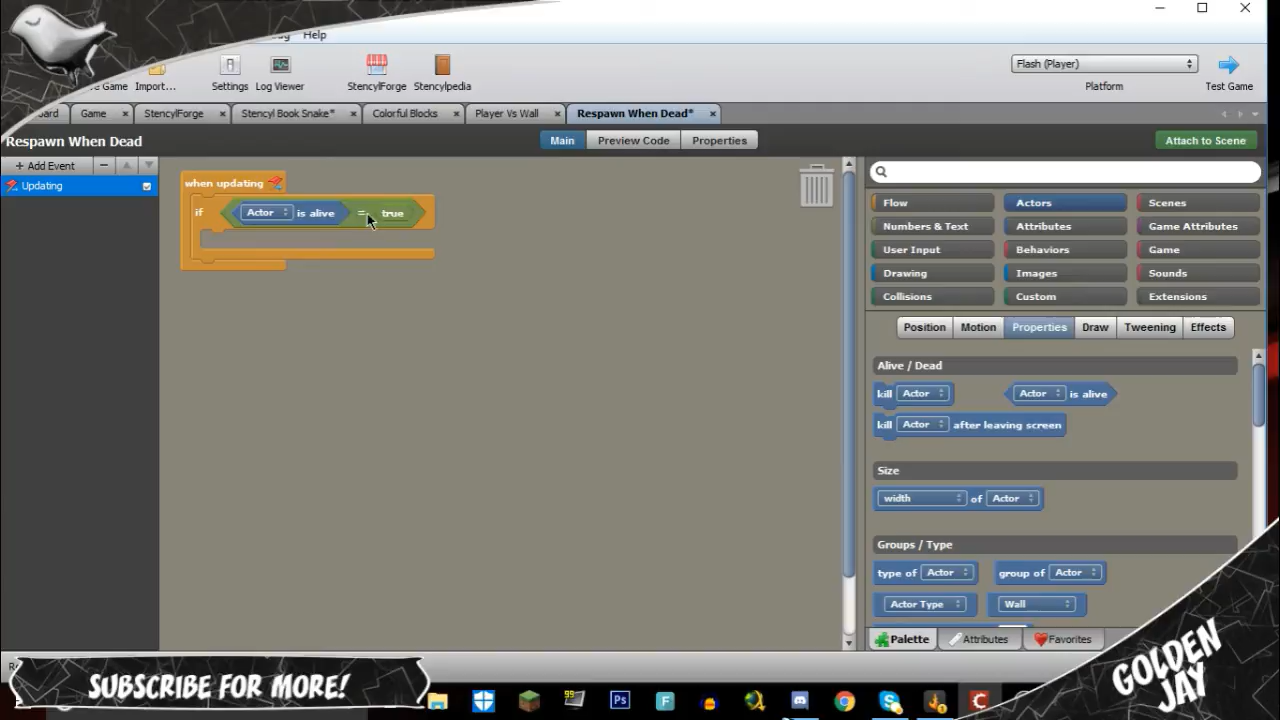 Help
Game
Import...
Settings
Log Viewer
StencylForge
Stencylpedia
Flash (Player)
Platform
Test Game
Game
StencylForge
Stencyl Book Snake*
Colorful Blocks
Player Vs Wall
Respawn When Dead*
Respawn When Dead
Main
Preview Code
Properties
Attach to Scene
+ Add Event
Updating
when updating
if Actor is alive = true
Flow
Actors
Scenes
Numbers & Text
Attributes
Game Attributes
User Input
Behaviors
Game
Drawing
Images
Sounds
Collisions
Custom
Extensions
Position
Motion
Properties
Draw
Tweening
Effects
Alive / Dead
kill Actor
Actor is alive
kill Actor after leaving screen
Size
width of Actor
Groups / Type
type of Actor
group of Actor
Actor Type
Wall
Palette
Attributes
Favorites
SUBSCRIBE FOR MORE!
GOLDEN
JAY